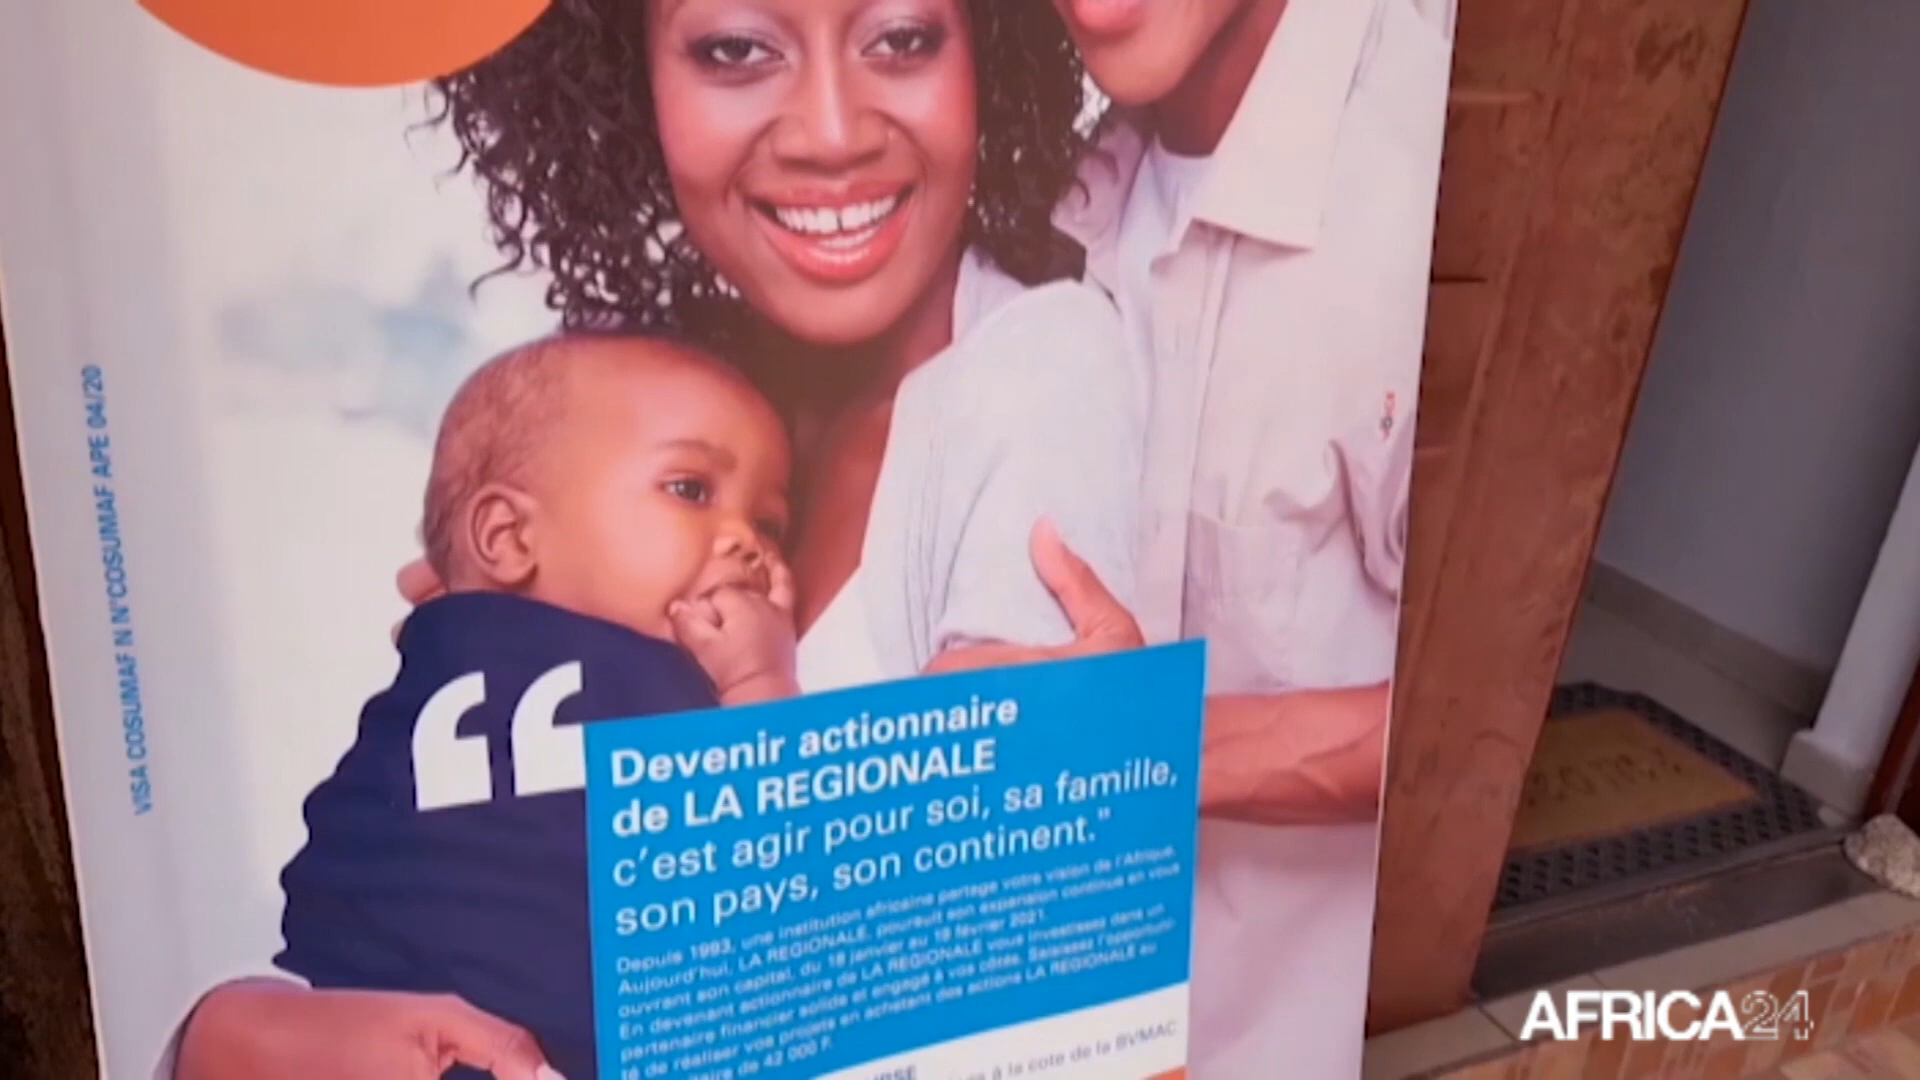 VISA COSUMAF N N°COSUMAF APE 04/20
“
Devenir actionnaire
de LA REGIONALE
c’est agir pour soi, sa famille,
son pays, son continent."
Depuis 1993, une institution africaine partage votre vision de l'Afrique.
Aujourd'hui, LA REGIONALE, poursuit son expansion continue en vous
ouvrant son capital, du 18 janvier au 18 février 2021.
En devenant actionnaire de LA REGIONALE vous investissez dans un
partenaire financier solide et engagé à vos côtés. Saisissez l'opportuni-
té de réaliser vos projets en achetant des actions LA REGIONALE au
de 42 000 F.
à la cote de la BVMAC
AFRICA24